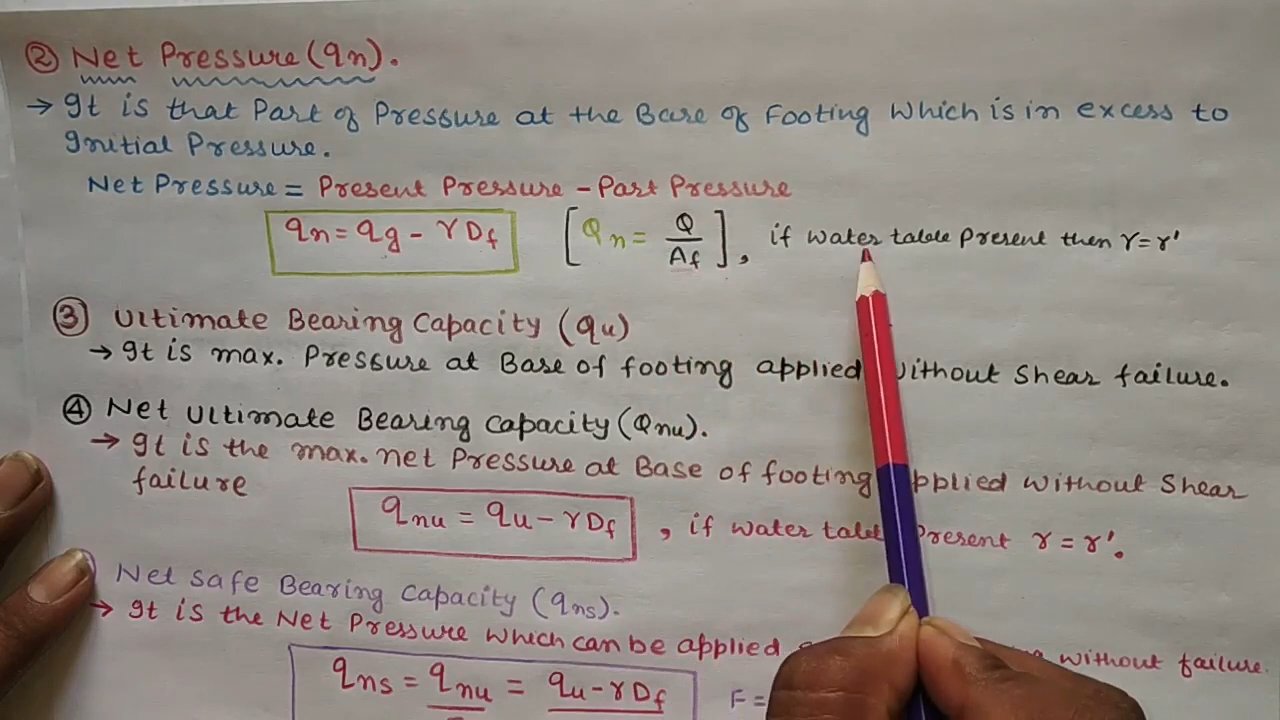 ② Net Pressure (qn).
→ It is that Part of Pressure at the Base of Footing Which is in excess to
Initial Pressure.
Net Pressure = Present Pressure - Part Pressure
qn = qg - γDf [Qn = Q/Af], if water table Present then γ=γ'
③ Ultimate Bearing Capacity (qu)
→ It is max. Pressure at Base of footing applied without Shear failure.
④ Net Ultimate Bearing Capacity (Qnu).
→ It is the max. net Pressure at Base of footing applied without Shear
failure
qnu = qu - γDf , if water table Present γ = γ'.
Net Safe Bearing Capacity (qns).
→ It is the Net Pressure which can be applied without failure.
qns = qnu = qu - γDf F=